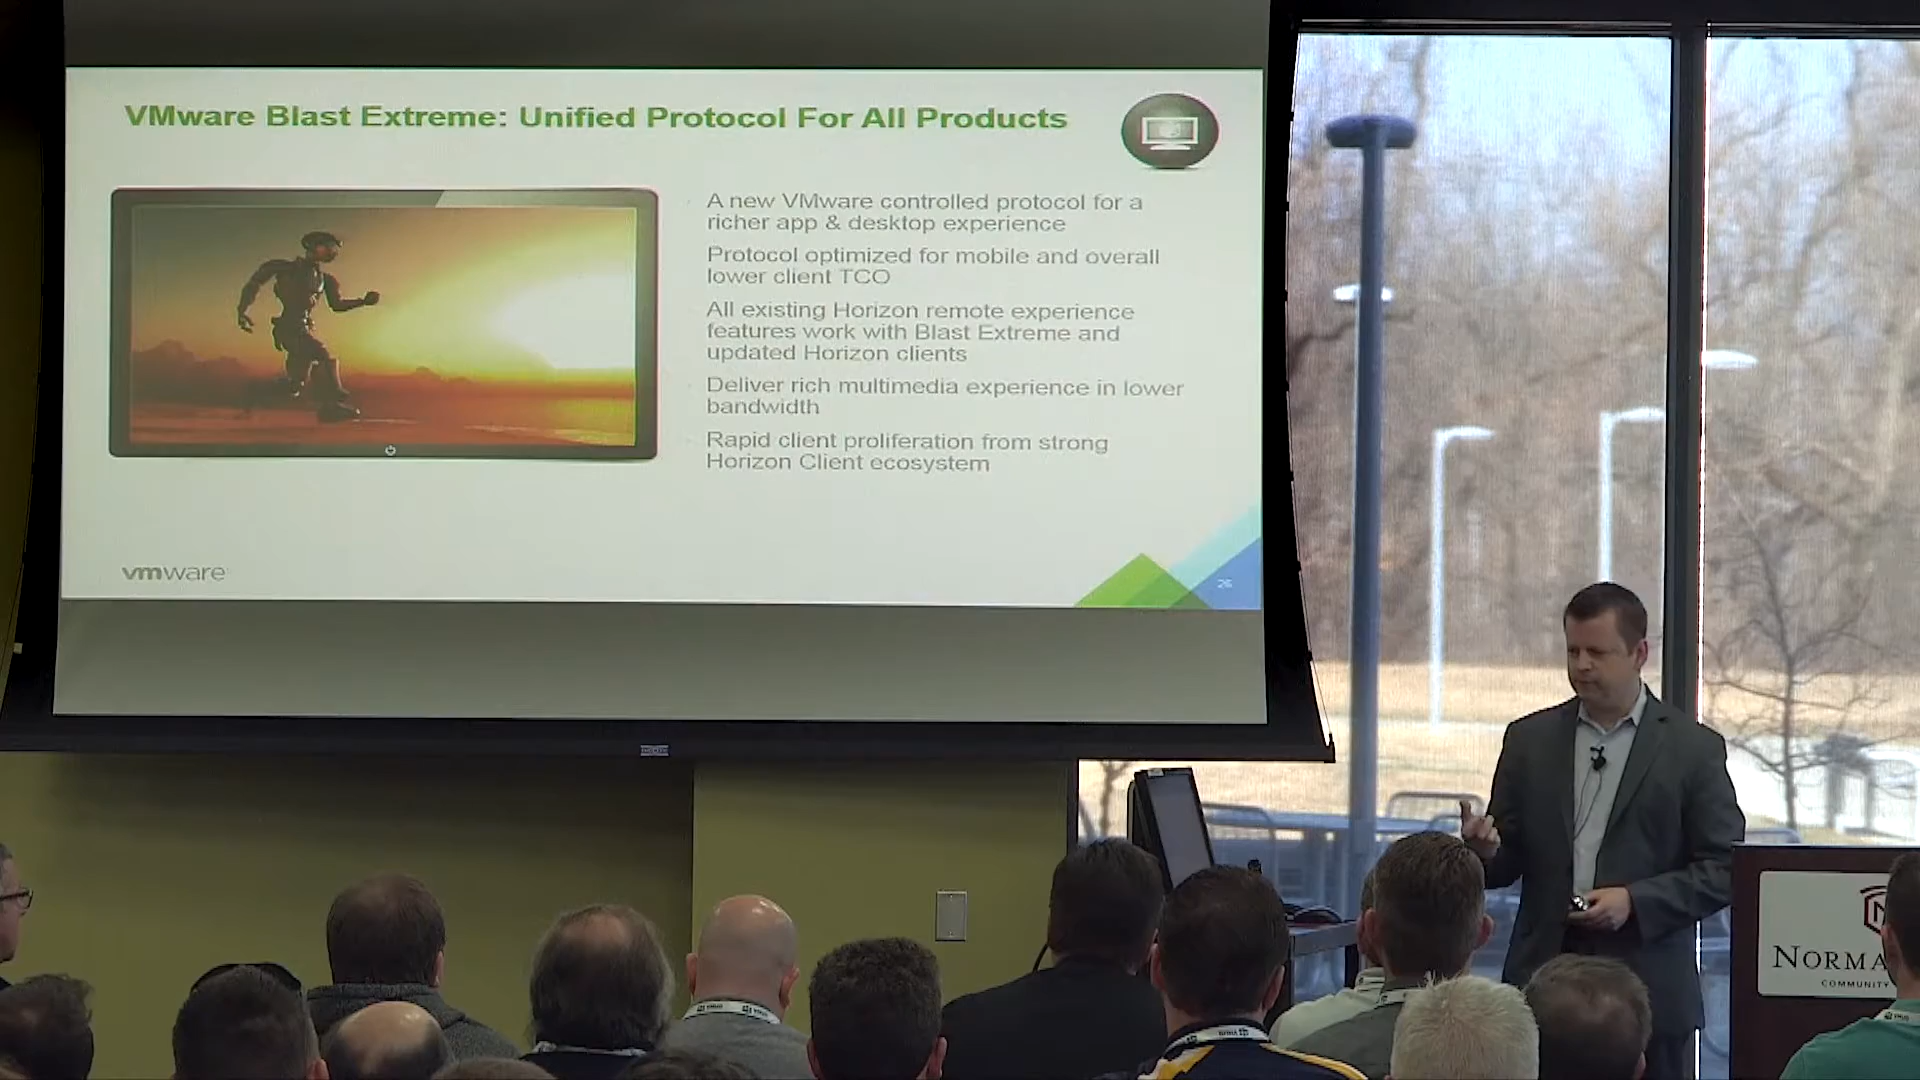 VMware Blast Extreme: Unified Protocol For All Products
A new VMware controlled protocol for a
richer app & desktop experience
Protocol optimized for mobile and overall
lower client TCO
All existing Horizon remote experience
features work with Blast Extreme and
updated Horizon clients
Deliver rich multimedia experience in lower
bandwidth
Rapid client proliferation from strong
Horizon Client ecosystem
vmware
26
NORMA
COMMUNITY